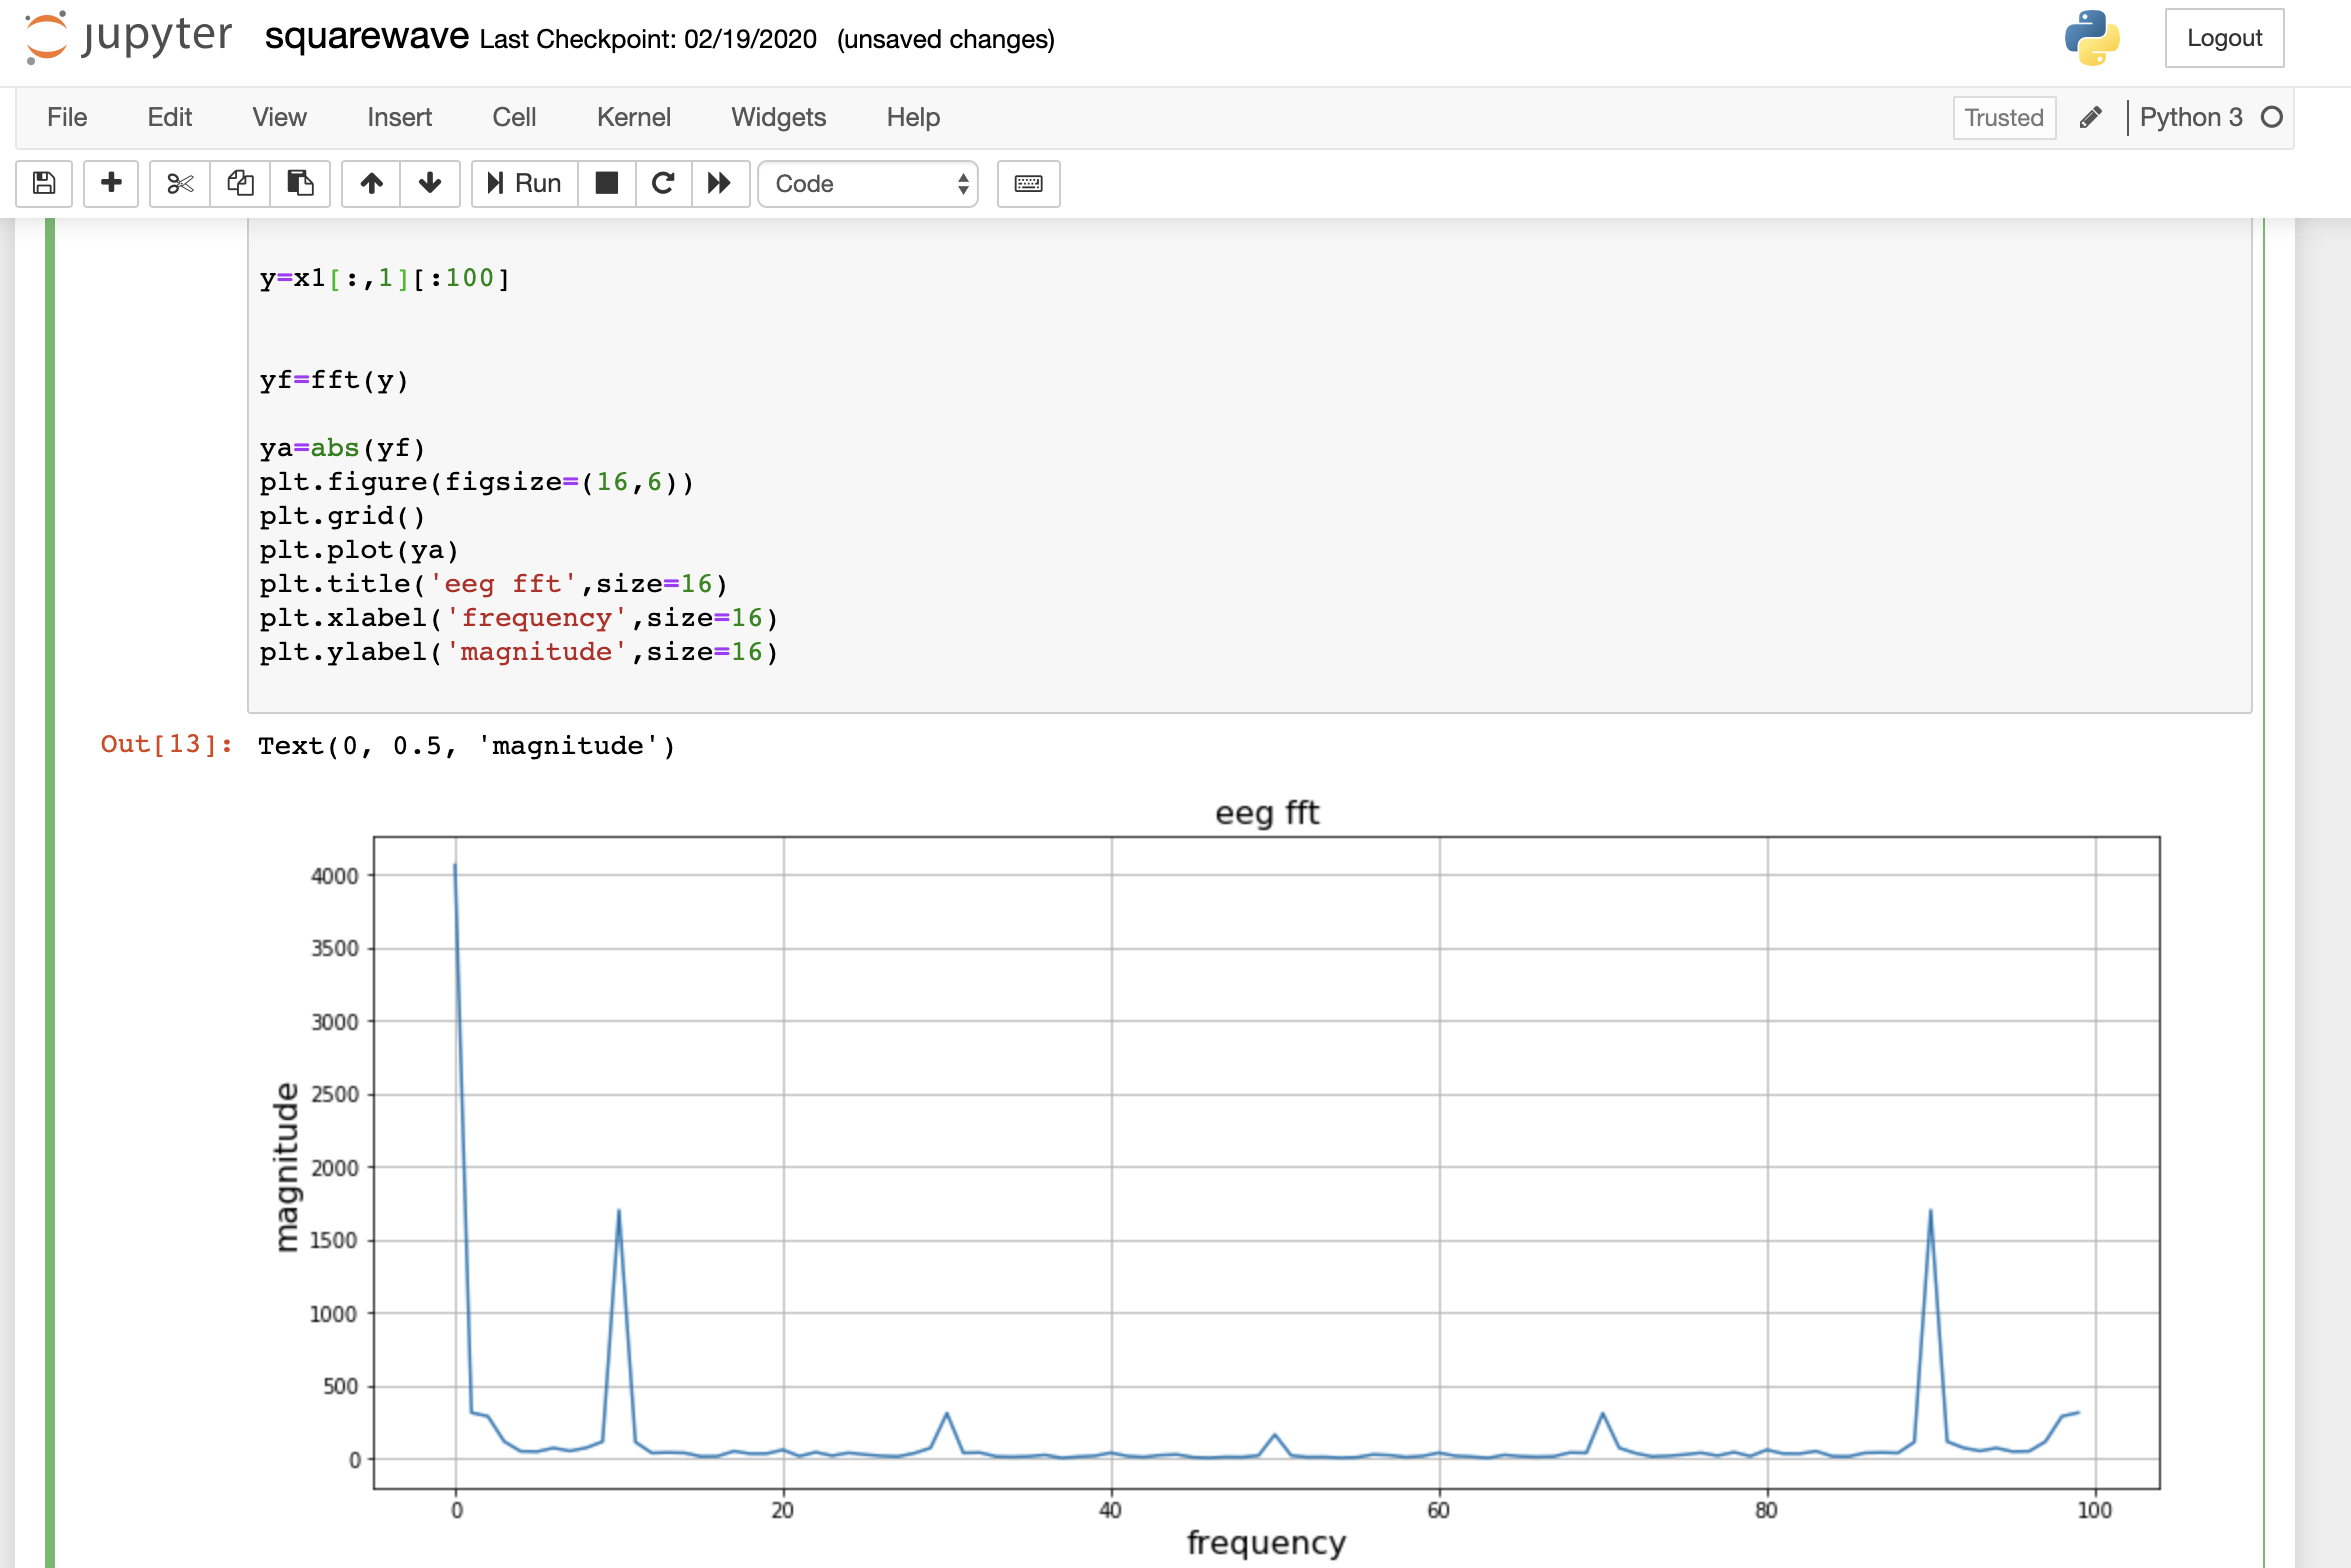 jupyter squarewave Last Checkpoint: 02/19/2020 (unsaved changes) Logout
File Edit View Insert Cell Kernel Widgets Help Trusted Python 3
Run Code
y=x1[:,1][:100]
yf=fft(y)
ya=abs(yf)
plt.figure(figsize=(16,6))
plt.grid()
plt.plot(ya)
plt.title('eeg fft',size=16)
plt.xlabel('frequency',size=16)
plt.ylabel('magnitude',size=16)
Out[13]: Text(0, 0.5, 'magnitude')
eeg fft
4000
3500
3000
2500
2000
1500
1000
500
0
magnitude
0 20 40 60 80 100
frequency